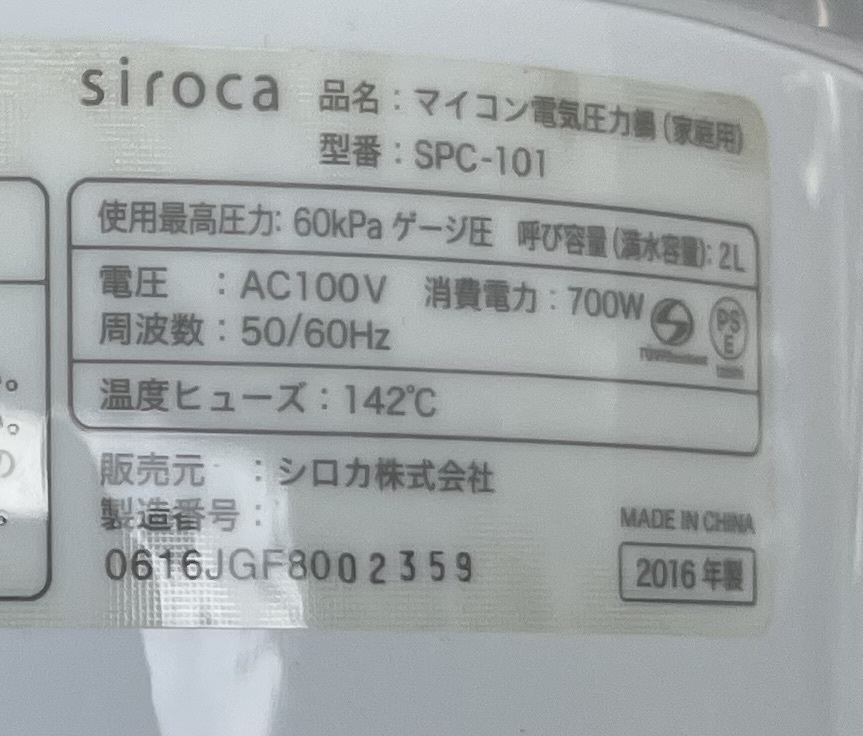 siroca
品名：マイコン電気圧力鍋（家庭用）
型番：SPC-101
使用最高圧力: 60kPa ゲージ圧 呼び容量（満水容量）: 2L
電圧 ：AC100V 消費電力：700W
周波数：50/60Hz
PS
E
温度ヒューズ：142℃
販売元 ：シロカ株式会社
製造番号：
0616JGF8002359
MADE IN CHINA
2016 年製
。
。
の